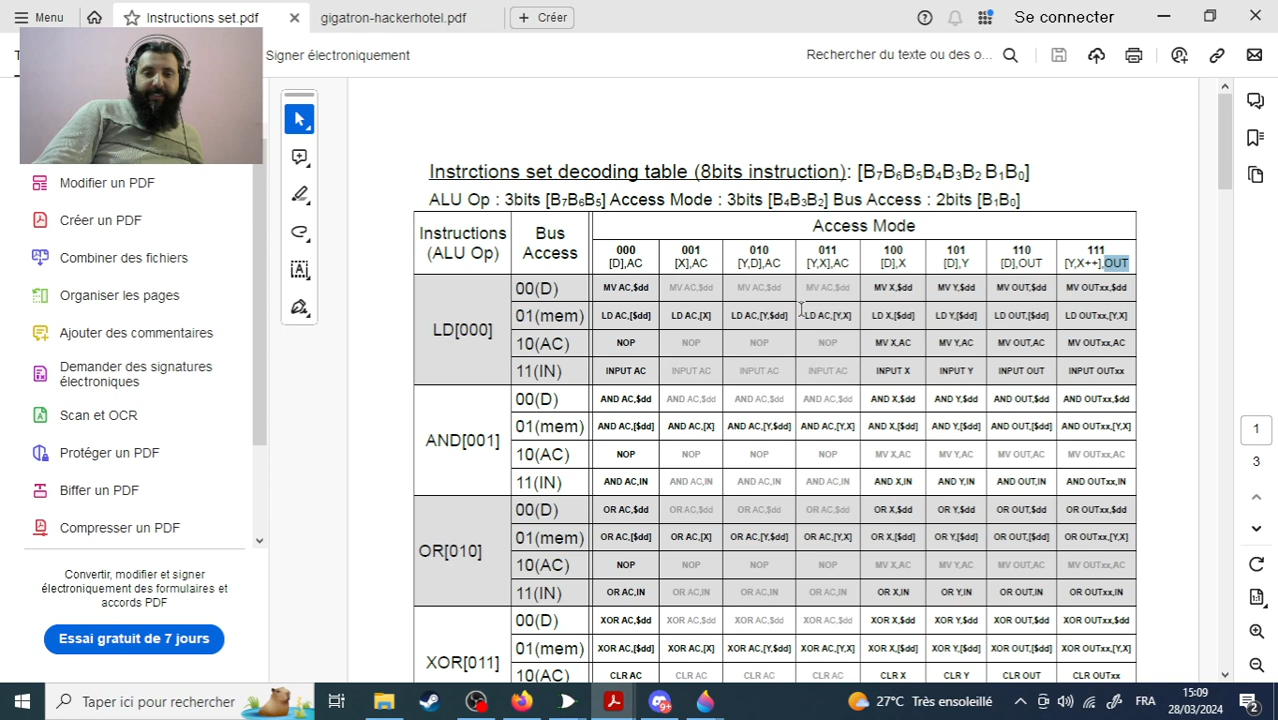 Menu
Instructions set.pdf
gigatron-hackerhotel.pdf
+ Créer
Se connecter
Signer électroniquement
Rechercher du texte ou des o...
Modifier un PDF
Créer un PDF
Combiner des fichiers
Organiser les pages
Ajouter des commentaires
Demander des signatures
électroniques
Scan et OCR
Protéger un PDF
Biffer un PDF
Compresser un PDF
Convertir, modifier et signer
électroniquement des formulaires et
accords PDF
Essai gratuit de 7 jours
Instrctions set decoding table (8bits instruction): [B7B6B5B4B3B2 B1B0]
ALU Op : 3bits [B7B6B5] Access Mode : 3bits [B4B3B2] Bus Access : 2bits [B1B0]
Instructions (ALU Op) Bus Access Access Mode
000 001 010 011 100 101 110 111
[D],AC [X],AC [Y,D],AC [Y,X],AC [D],X [D],Y [D],OUT [Y,X++],OUT
LD[000]
00(D) MV AC,$dd MV AC,$dd MV AC,$dd MV AC,$dd MV X,$dd MV Y,$dd MV OUT,$dd MV OUTxx,$dd
01(mem) LD AC,[$dd] LD AC,[X] LD AC,[Y,$dd] LD AC,[Y,X] LD X,[$dd] LD Y,[$dd] LD OUT,[$dd] LD OUTxx,[Y,X]
10(AC) NOP NOP NOP NOP MV X,AC MV Y,AC MV OUT,AC MV OUTxx,AC
11(IN) INPUT AC INPUT AC INPUT AC INPUT AC INPUT X INPUT Y INPUT OUT INPUT OUTxx
AND[001]
00(D) AND AC,$dd AND AC,$dd AND AC,$dd AND AC,$dd AND X,$dd AND Y,$dd AND OUT,$dd AND OUTxx,$dd
01(mem) AND AC,[$dd] AND AC,[X] AND AC,[Y,$dd] AND AC,[Y,X] AND X,[$dd] AND Y,[$dd] AND OUT,[$dd] AND OUTxx,[Y,X]
10(AC) NOP NOP NOP NOP MV X,AC MV Y,AC MV OUT,AC MV OUTxx,AC
11(IN) AND AC,IN AND AC,IN AND AC,IN AND AC,IN AND X,IN AND Y,IN AND OUT,IN AND OUTxx,IN
OR[010]
00(D) OR AC,$dd OR AC,$dd OR AC,$dd OR AC,$dd OR X,$dd OR Y,$dd OR OUT,$dd OR OUTxx,$dd
01(mem) OR AC,[$dd] OR AC,[X] OR AC,[Y,$dd] OR AC,[Y,X] OR X,[$dd] OR Y,[$dd] OR OUT,[$dd] OR OUTxx,[Y,X]
10(AC) NOP NOP NOP NOP MV X,AC MV Y,AC MV OUT,AC MV OUTxx,AC
11(IN) OR AC,IN OR AC,IN OR AC,IN OR AC,IN OR X,IN OR Y,IN OR OUT,IN OR OUTxx,IN
XOR[011]
00(D) XOR AC,$dd XOR AC,$dd XOR AC,$dd XOR AC,$dd XOR X,$dd XOR Y,$dd XOR OUT,$dd XOR OUTxx,$dd
01(mem) XOR AC,[$dd] XOR AC,[X] XOR AC,[Y,$dd] XOR AC,[Y,X] XOR X,[$dd] XOR Y,[$dd] XOR OUT,[$dd] XOR OUTxx,[Y,X]
10(AC) CLR AC CLR AC CLR AC CLR AC CLR X CLR Y CLR OUT CLR OUTxx
1
3
Taper ici pour rechercher
9+
27°C Très ensoleillé
FRA
15:09
28/03/2024
2